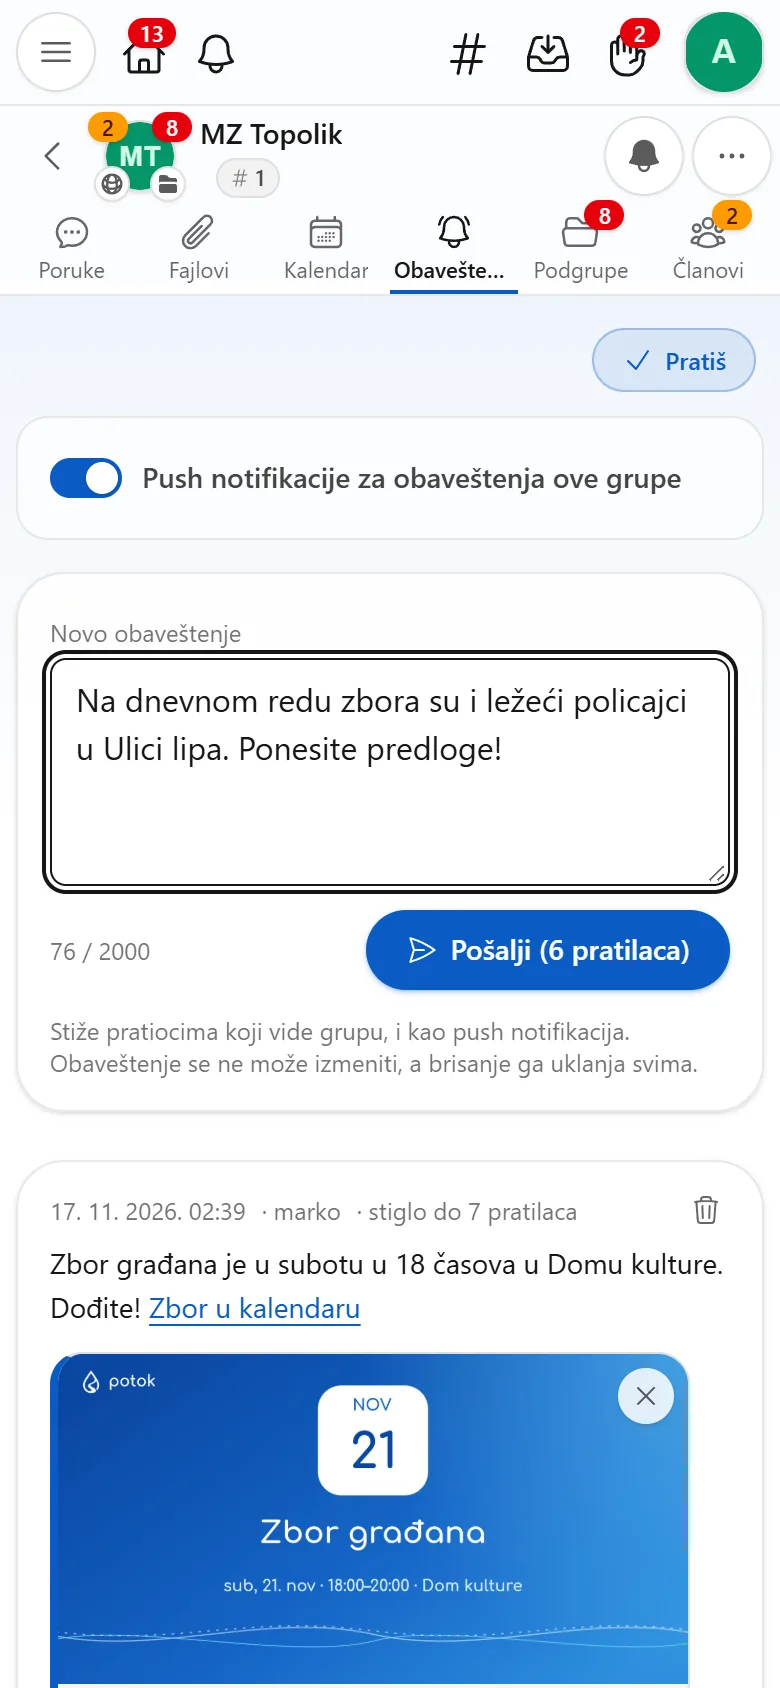 13
2
A
2
8
MT
MZ Topolik
# 1
8
2
Poruke
Fajlovi
Kalendar
Obavešte...
Podgrupe
Članovi
Pratiš
Push notifikacije za obaveštenja ove grupe
Novo obaveštenje
Na dnevnom redu zbora su i ležeći policajci
u Ulici lipa. Ponesite predloge!
76 / 2000
Pošalji (6 pratilaca)
Stiže pratiocima koji vide grupu, i kao push notifikacija.
Obaveštenje se ne može izmeniti, a brisanje ga uklanja svima.
17. 11. 2026. 02:39 · marko · stiglo do 7 pratilaca
Zbor građana je u subotu u 18 časova u Domu kulture.
Dođite! Zbor u kalendaru
potok
NOV
21
Zbor građana
sub, 21. nov · 18:00–20:00 · Dom kulture